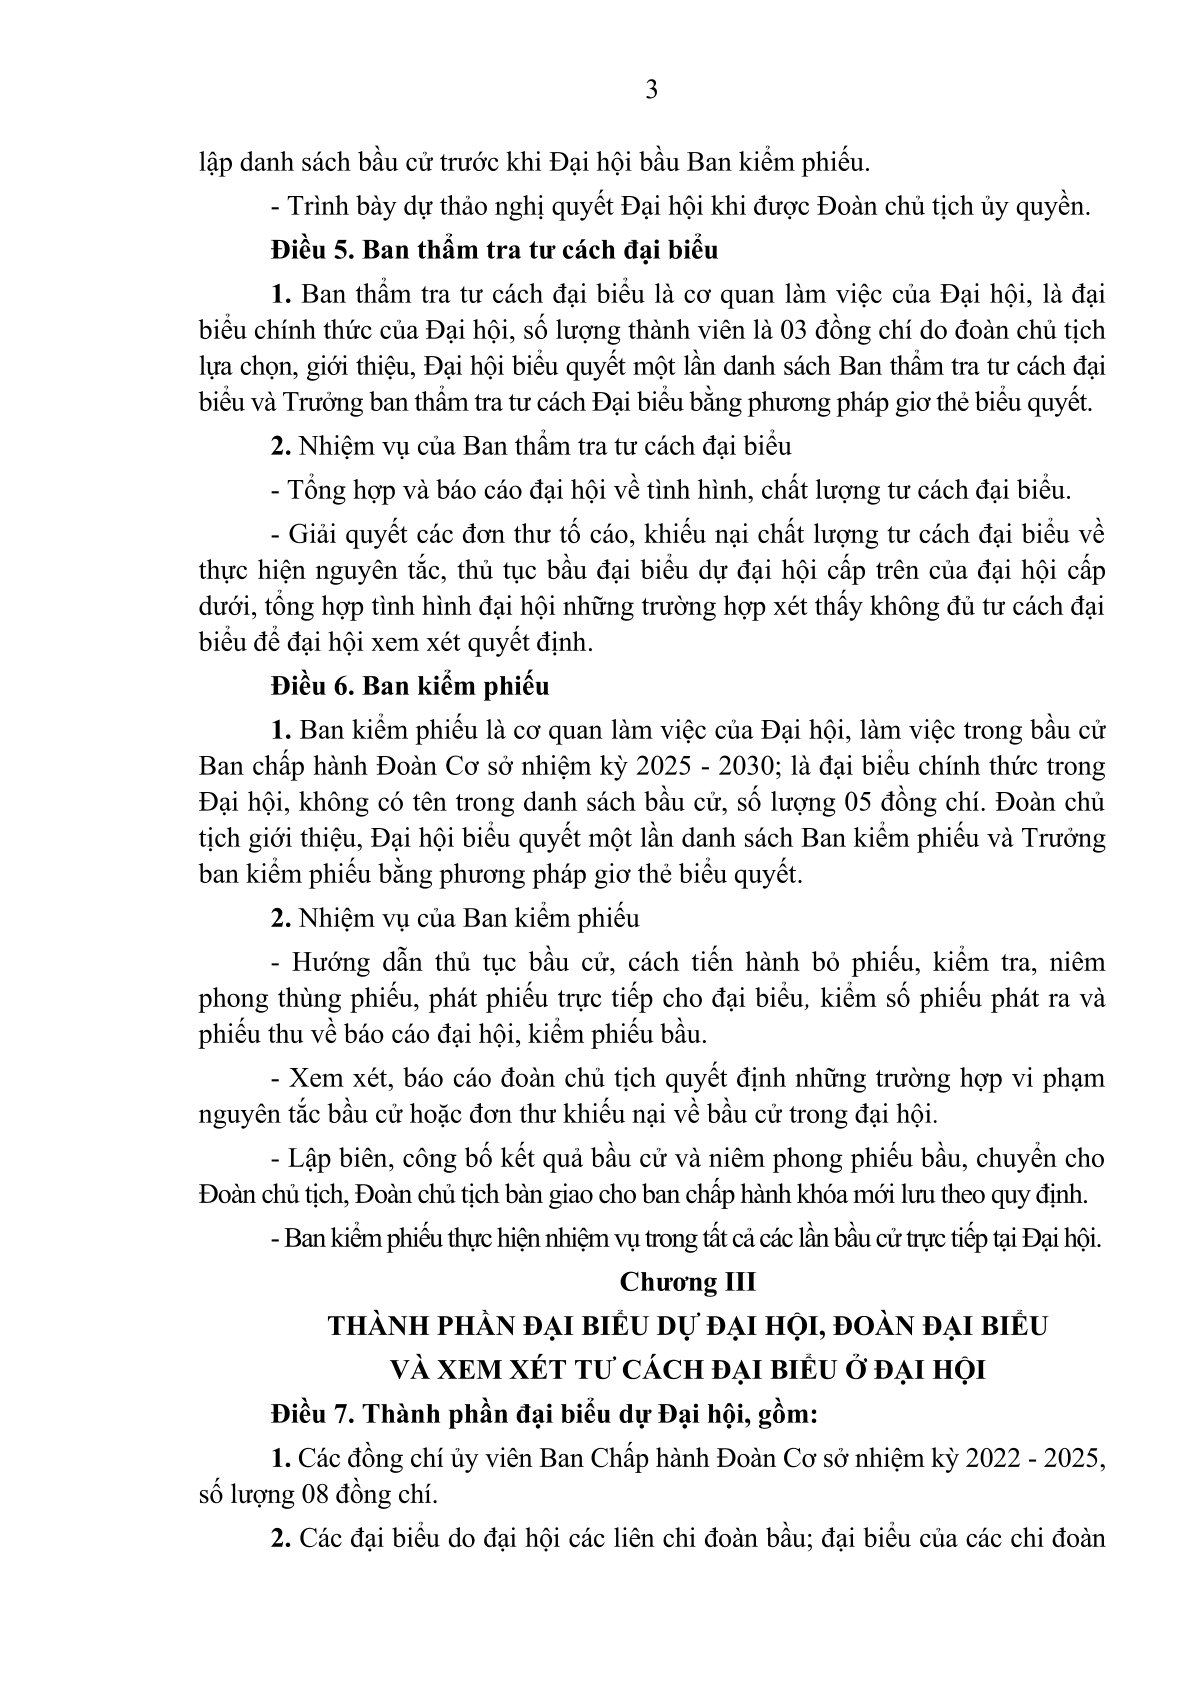 3
lập danh sách bầu cử trước khi Đại hội bầu Ban kiểm phiếu.
- Trình bày dự thảo nghị quyết Đại hội khi được Đoàn chủ tịch ủy quyền.
Điều 5. Ban thẩm tra tư cách đại biểu
1. Ban thẩm tra tư cách đại biểu là cơ quan làm việc của Đại hội, là đại
biểu chính thức của Đại hội, số lượng thành viên là 03 đồng chí do đoàn chủ tịch
lựa chọn, giới thiệu, Đại hội biểu quyết một lần danh sách Ban thẩm tra tư cách đại
biểu và Trưởng ban thẩm tra tư cách Đại biểu bằng phương pháp giơ thẻ biểu quyết.
2. Nhiệm vụ của Ban thẩm tra tư cách đại biểu
- Tổng hợp và báo cáo đại hội về tình hình, chất lượng tư cách đại biểu.
- Giải quyết các đơn thư tố cáo, khiếu nại chất lượng tư cách đại biểu về
thực hiện nguyên tắc, thủ tục bầu đại biểu dự đại hội cấp trên của đại hội cấp
dưới, tổng hợp tình hình đại hội những trường hợp xét thấy không đủ tư cách đại
biểu để đại hội xem xét quyết định.
Điều 6. Ban kiểm phiếu
1. Ban kiểm phiếu là cơ quan làm việc của Đại hội, làm việc trong bầu cử
Ban chấp hành Đoàn Cơ sở nhiệm kỳ 2025 - 2030; là đại biểu chính thức trong
Đại hội, không có tên trong danh sách bầu cử, số lượng 05 đồng chí. Đoàn chủ
tịch giới thiệu, Đại hội biểu quyết một lần danh sách Ban kiểm phiếu và Trưởng
ban kiểm phiếu bằng phương pháp giơ thẻ biểu quyết.
2. Nhiệm vụ của Ban kiểm phiếu
- Hướng dẫn thủ tục bầu cử, cách tiến hành bỏ phiếu, kiểm tra, niêm
phong thùng phiếu, phát phiếu trực tiếp cho đại biểu, kiểm số phiếu phát ra và
phiếu thu về báo cáo đại hội, kiểm phiếu bầu.
- Xem xét, báo cáo đoàn chủ tịch quyết định những trường hợp vi phạm
nguyên tắc bầu cử hoặc đơn thư khiếu nại về bầu cử trong đại hội.
- Lập biên, công bố kết quả bầu cử và niêm phong phiếu bầu, chuyển cho
Đoàn chủ tịch, Đoàn chủ tịch bàn giao cho ban chấp hành khóa mới lưu theo quy định.
- Ban kiểm phiếu thực hiện nhiệm vụ trong tất cả các lần bầu cử trực tiếp tại Đại hội.
Chương III
THÀNH PHẦN ĐẠI BIỂU DỰ ĐẠI HỘI, ĐOÀN ĐẠI BIỂU
VÀ XEM XÉT TƯ CÁCH ĐẠI BIỂU Ở ĐẠI HỘI
Điều 7. Thành phần đại biểu dự Đại hội, gồm:
1. Các đồng chí ủy viên Ban Chấp hành Đoàn Cơ sở nhiệm kỳ 2022 - 2025,
số lượng 08 đồng chí.
2. Các đại biểu do đại hội các liên chi đoàn bầu; đại biểu của các chi đoàn